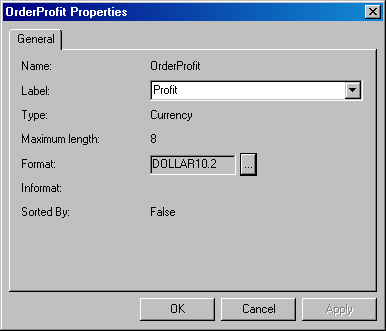 OrderProfit Properties
General
Name: OrderProfit
Label: Profit
Type: Currency
Maximum length: 8
Format: DOLLAR10.2 ...
Informat:
Sorted By: False
OK Cancel Apply